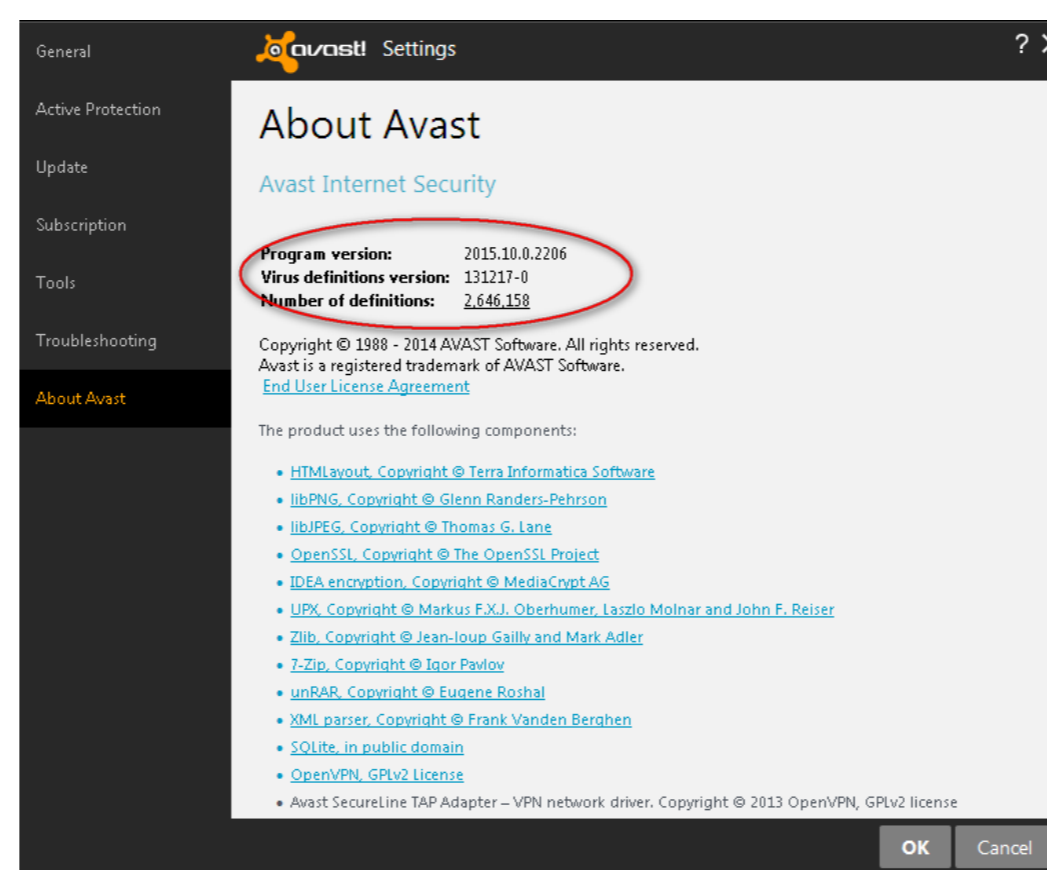 General
Active Protection
Update
Subscription
Tools
Troubleshooting
About Avast
avast! Settings
?
About Avast
Avast Internet Security
Program version: 2015.10.0.2206
Virus definitions version: 131217-0
Number of definitions: 2,646,158
Copyright © 1988 - 2014 AVAST Software. All rights reserved.
Avast is a registered trademark of AVAST Software.
End User License Agreement
The product uses the following components:
• HTMLayout, Copyright © Terra Informatica Software
• libPNG, Copyright © Glenn Randers-Pehrson
• libJPEG, Copyright © Thomas G. Lane
• OpenSSL, Copyright © The OpenSSL Project
• IDEA encryption, Copyright © MediaCrypt AG
• UPX, Copyright © Markus F.X.J. Oberhumer, Laszlo Molnar and John F. Reiser
• Zlib, Copyright © Jean-loup Gailly and Mark Adler
• 7-Zip, Copyright © Igor Pavlov
• unRAR, Copyright © Eugene Roshal
• XML parser, Copyright © Frank Vanden Berghen
• SQLite, in public domain
• OpenVPN, GPLv2 License
• Avast SecureLine TAP Adapter – VPN network driver. Copyright © 2013 OpenVPN, GPLv2 license
OK Cancel